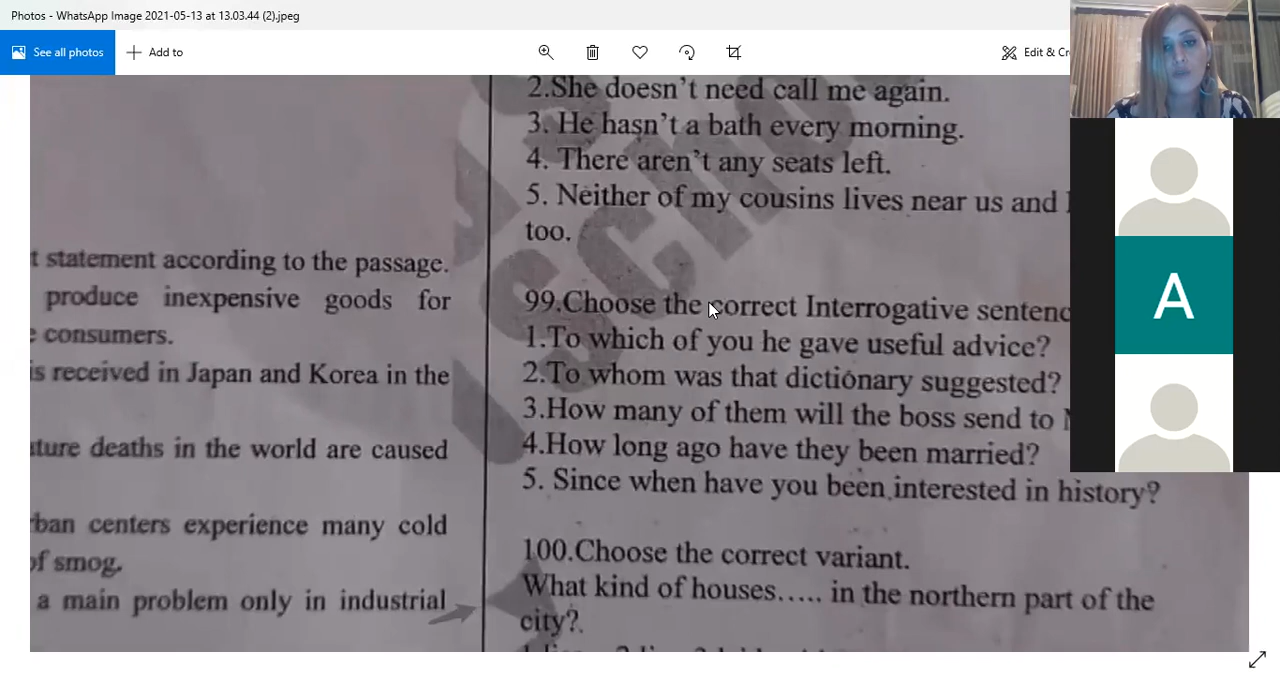 Photos - WhatsApp Image 2021-05-13 at 13.03.44 (2).jpeg
See all photos
Add to
Edit &
t statement according to the passage.
produce inexpensive goods for
consumers.
is received in Japan and Korea in the
ture deaths in the world are caused
rban centers experience many cold
of smog.
a main problem only in industrial
2.She doesn't need call me again.
3. He hasn't a bath every morning.
4. There aren't any seats left.
5. Neither of my cousins lives near us and
too.
99.Choose the correct Interrogative sentenc
1.To which of you he gave useful advice?
2.To whom was that dictionary suggested?
3.How many of them will the boss send to
4.How long ago have they been married?
5. Since when have you been interested in history?
100.Choose the correct variant.
What kind of houses..... in the northern part of the
city?
A